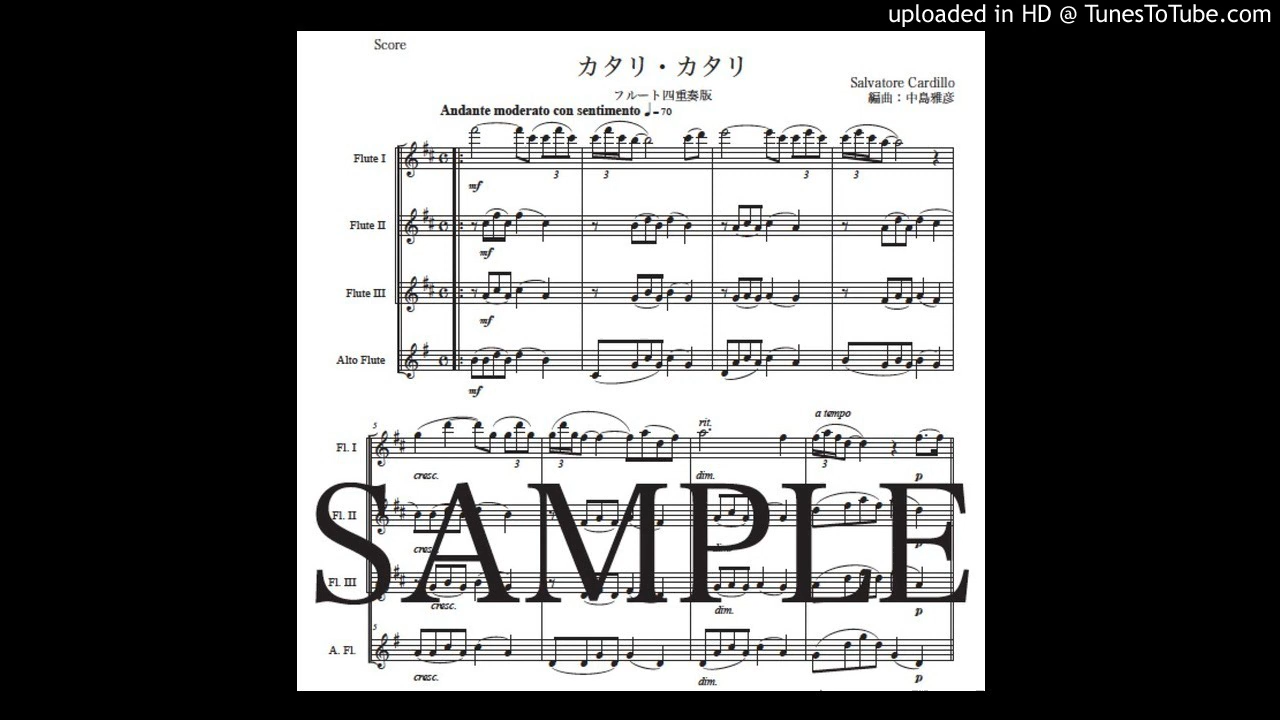 uploaded in HD @ TunesToTube.com
Score
カタリ・カタリ
フルート四重奏版
Salvatore Cardillo
編曲：中島雅彦
Andante moderato con sentimento ♩=70
Flute I
3 3 3 3
mf
Flute II
mf
Flute III
mf
Alto Flute
mf
5
rit. a tempo
Fl. I
3 3 3
cresc. dim. p
SAMPLE
Fl. II
cresc.
Fl. III
cresc. dim. p
5
A. Fl.
cresc. dim. p